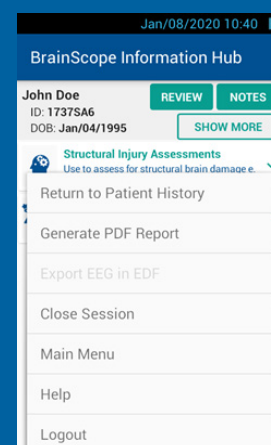 Jan/08/2020 10:40
BrainScope Information Hub
John Doe
REVIEW
NOTES
ID: 1737SA6
DOB: Jan/04/1995
SHOW MORE
Structural Injury Assessments
Use to assess for structural brain damage e.
Return to Patient History
Generate PDF Report
Export EEG in EDF
Close Session
Main Menu
Help
Logout